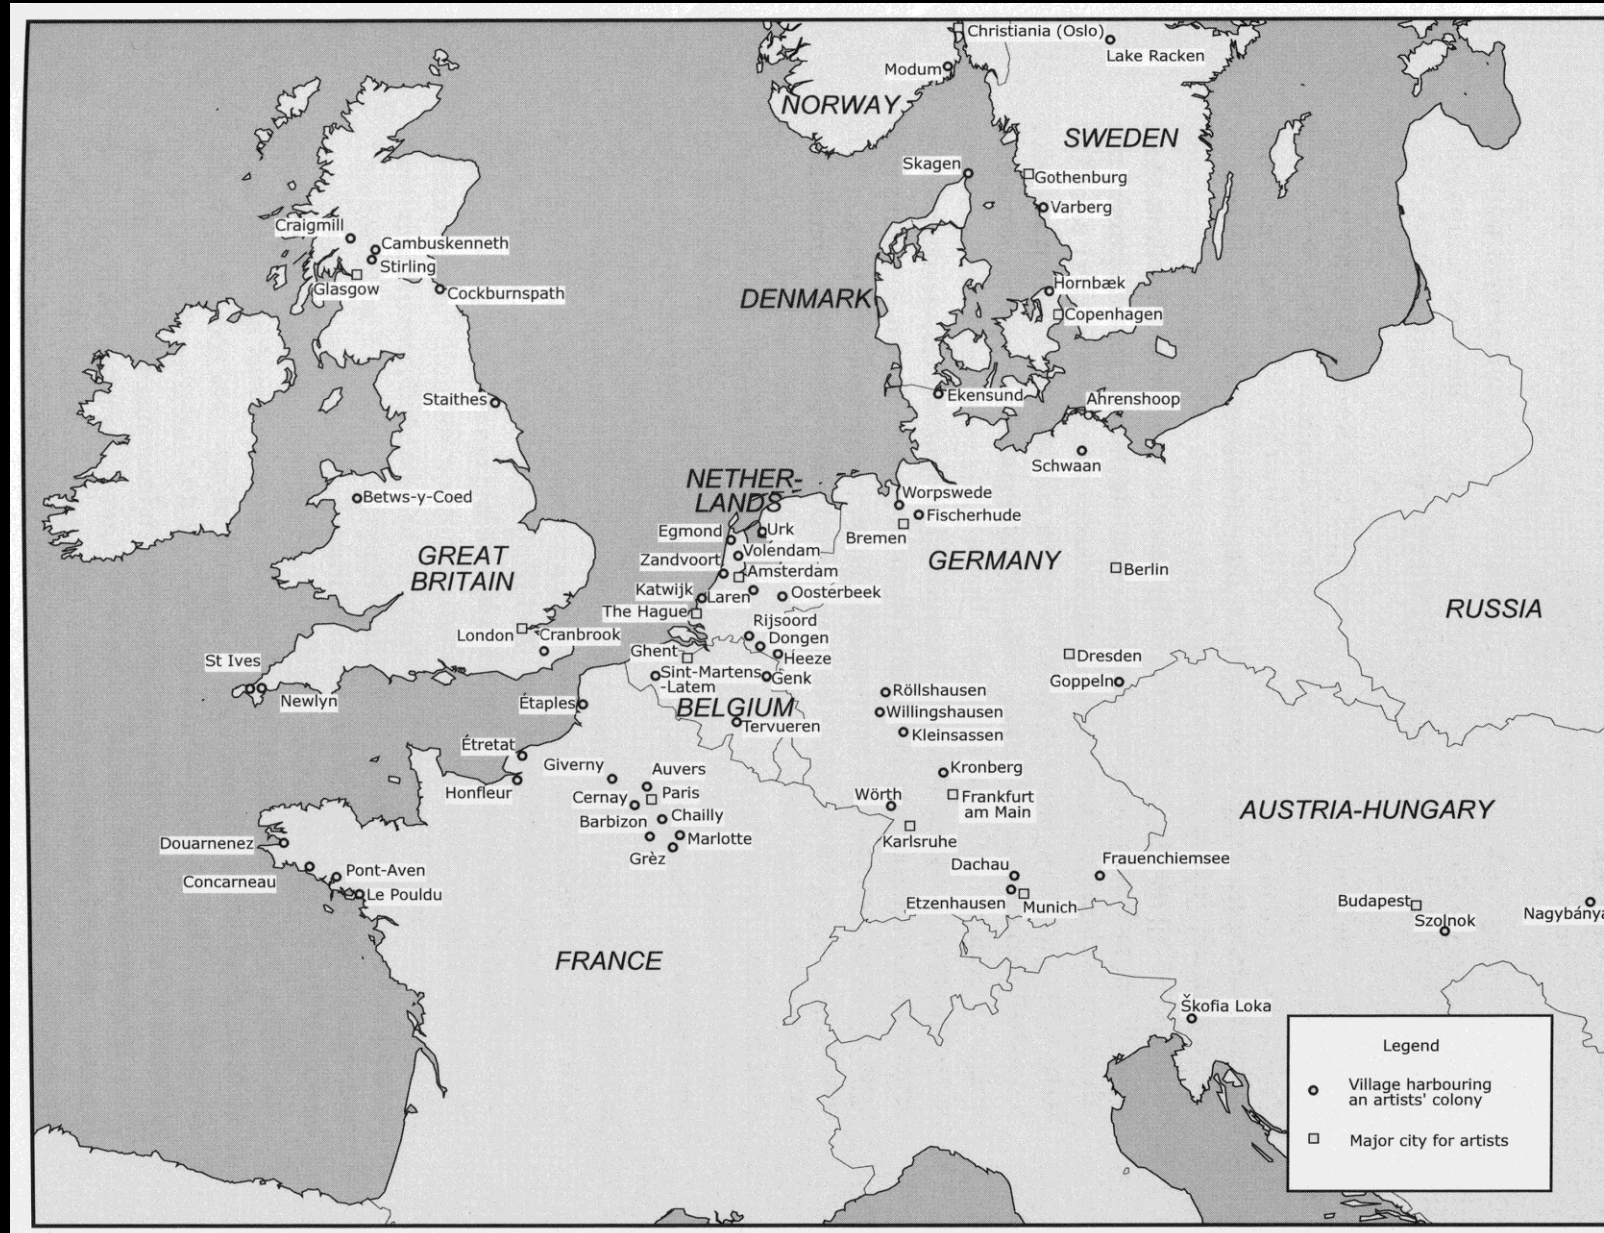 Christiania (Oslo)
Lake Racken
Modum
NORWAY
SWEDEN
Skagen
Gothenburg
Varberg
Craigmill
Cambuskenneth
Stirling
Glasgow
Cockburnspath
DENMARK
Hornbæk
Copenhagen
Staithes
Ekensund
Ahrenshoop
Schwaan
NETHER-
LANDS
Betws-y-Coed
Worpswede
Fischerhude
Bremen
Egmond
Urk
Volendam
Zandvoort
Amsterdam
GREAT
BRITAIN
GERMANY
Berlin
Katwijk
Laren
Oosterbeek
The Hague
RUSSIA
Rijsoord
London
Cranbrook
Dongen
Ghent
Heeze
Dresden
St Ives
Sint-Martens
-Latem
Genk
Goppeln
Newlyn
Étaples
BELGIUM
Tervueren
Röllshausen
Willingshausen
Kleinsassen
Étretat
Giverny
Auvers
Kronberg
Honfleur
Cernay
Paris
Wörth
Frankfurt
am Main
AUSTRIA-HUNGARY
Barbizon
Chailly
Marlotte
Karlsruhe
Douarnenez
Grèz
Dachau
Frauenchiemsee
Concarneau
Pont-Aven
Le Pouldu
Etzenhausen
Munich
Budapest
Szolnok
Nagybánya
FRANCE
Škofia Loka
Legend
Village harbouring
an artists' colony
Major city for artists